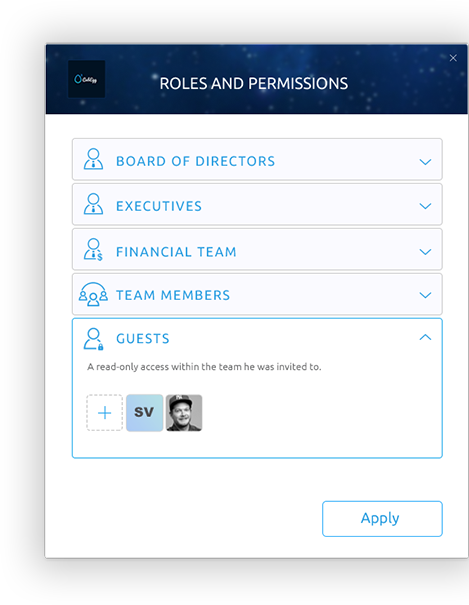 ROLES AND PERMISSIONS
BOARD OF DIRECTORS
EXECUTIVES
FINANCIAL TEAM
TEAM MEMBERS
GUESTS
A read-only access within the team he was invited to.
SV
Apply